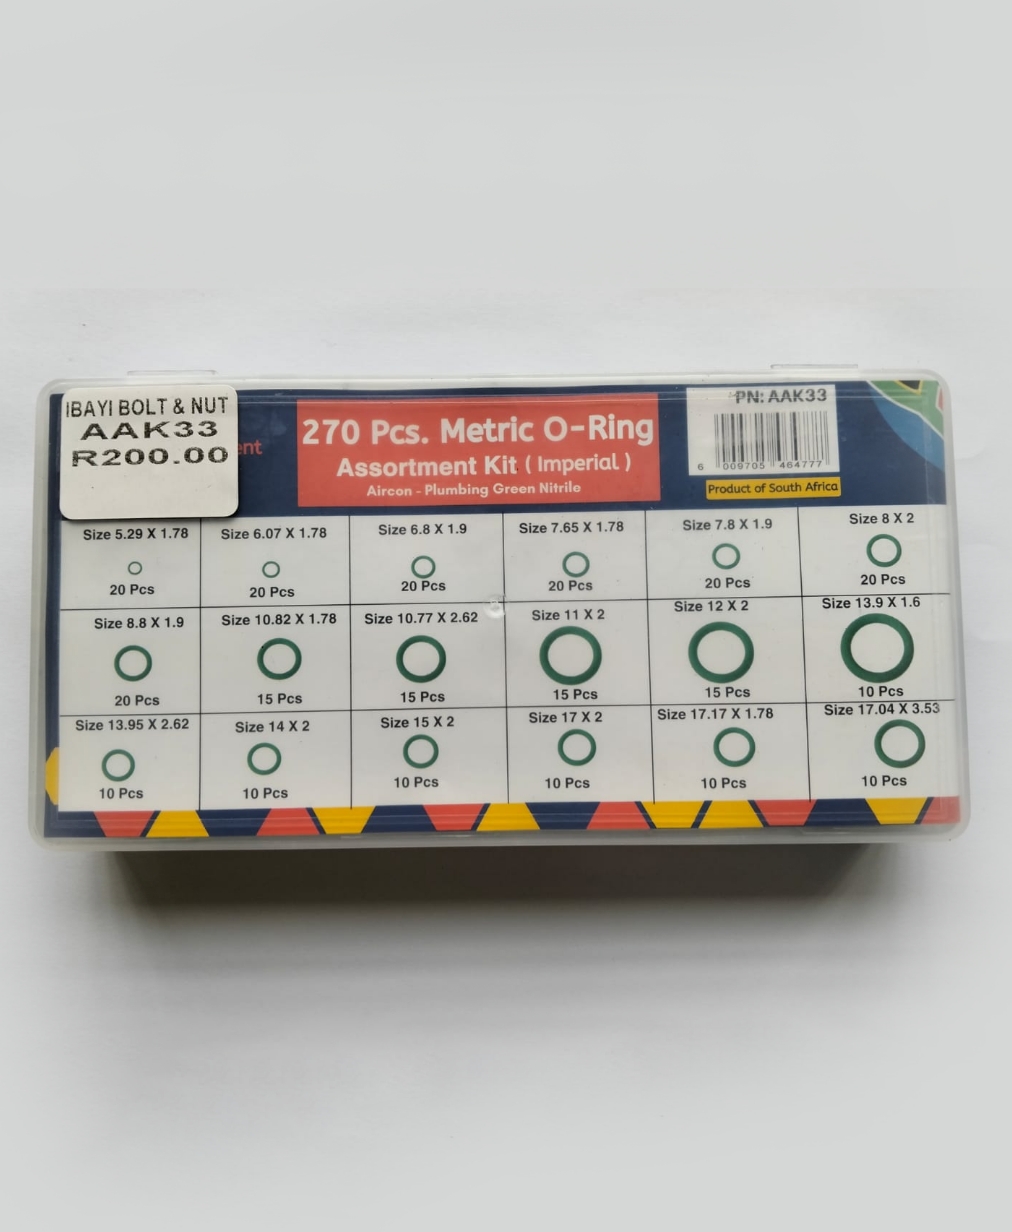 IBAYI BOLT & NUT
AAK33
R200.00
270 Pcs. Metric O-Ring
Assortment Kit ( Imperial )
Aircon - Plumbing Green Nitrile
PN: AAK33
6 009705 464777
Product of South Africa
Size 5.29 X 1.78
20 Pcs
Size 6.07 X 1.78
20 Pcs
Size 6.8 X 1.9
20 Pcs
Size 7.65 X 1.78
20 Pcs
Size 7.8 X 1.9
20 Pcs
Size 8 X 2
20 Pcs
Size 8.8 X 1.9
20 Pcs
Size 10.82 X 1.78
15 Pcs
Size 10.77 X 2.62
15 Pcs
Size 11 X 2
15 Pcs
Size 12 X 2
15 Pcs
Size 13.9 X 1.6
10 Pcs
Size 13.95 X 2.62
10 Pcs
Size 14 X 2
10 Pcs
Size 15 X 2
10 Pcs
Size 17 X 2
10 Pcs
Size 17.17 X 1.78
10 Pcs
Size 17.04 X 3.53
10 Pcs